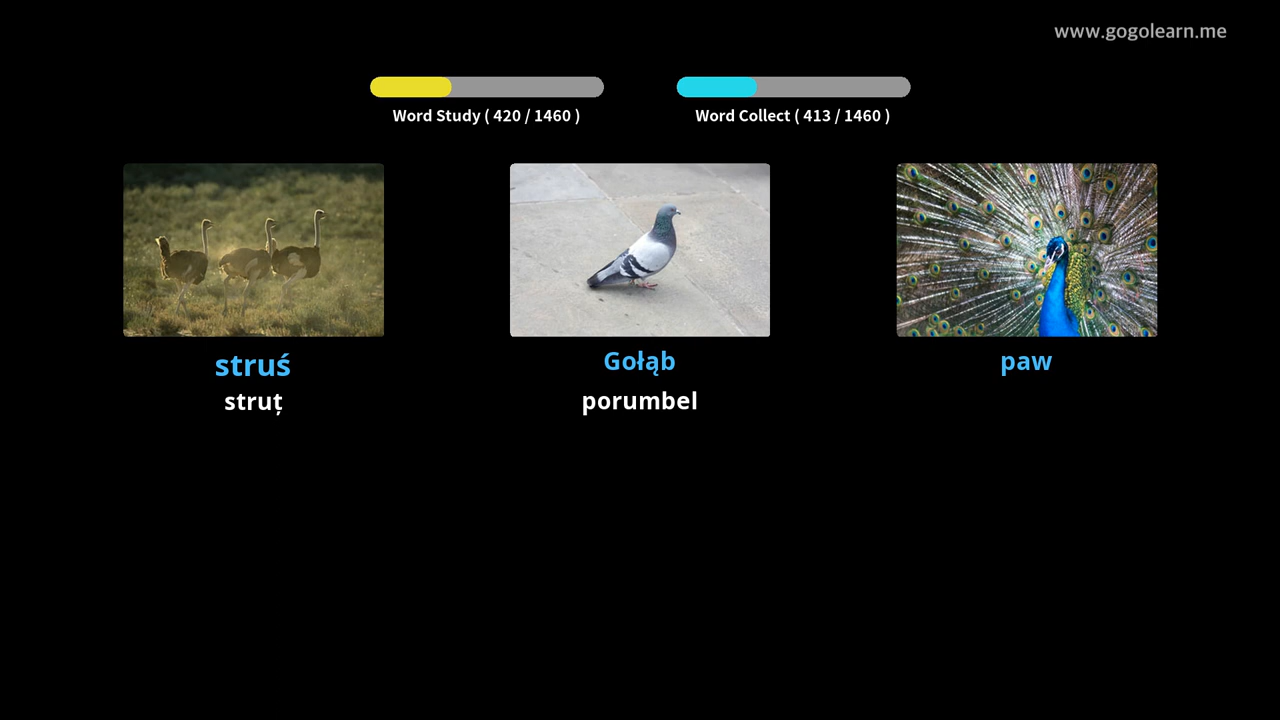 www.gogolearn.me
Word Study ( 420 / 1460 )
Word Collect ( 413 / 1460 )
struś
Gołąb
paw
struț
porumbel